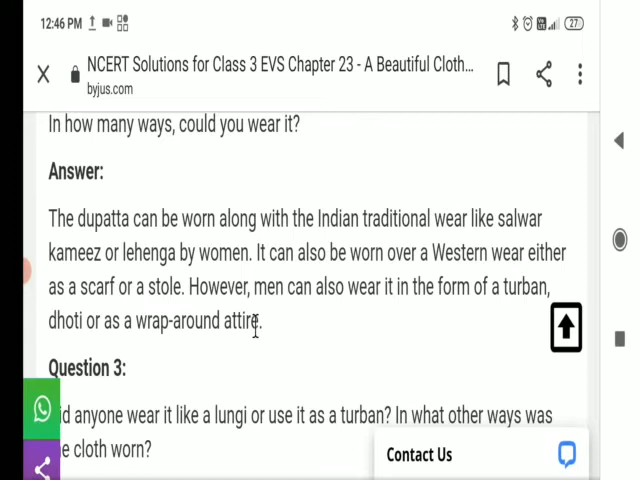 12:46 PM
27
NCERT Solutions for Class 3 EVS Chapter 23 - A Beautiful Cloth...
byjus.com
In how many ways, could you wear it?
Answer:
The dupatta can be worn along with the Indian traditional wear like salwar
kameez or lehenga by women. It can also be worn over a Western wear either
as a scarf or a stole. However, men can also wear it in the form of a turban,
dhoti or as a wrap-around attire.
Question 3:
id anyone wear it like a lungi or use it as a turban? In what other ways was
e cloth worn?
Contact Us